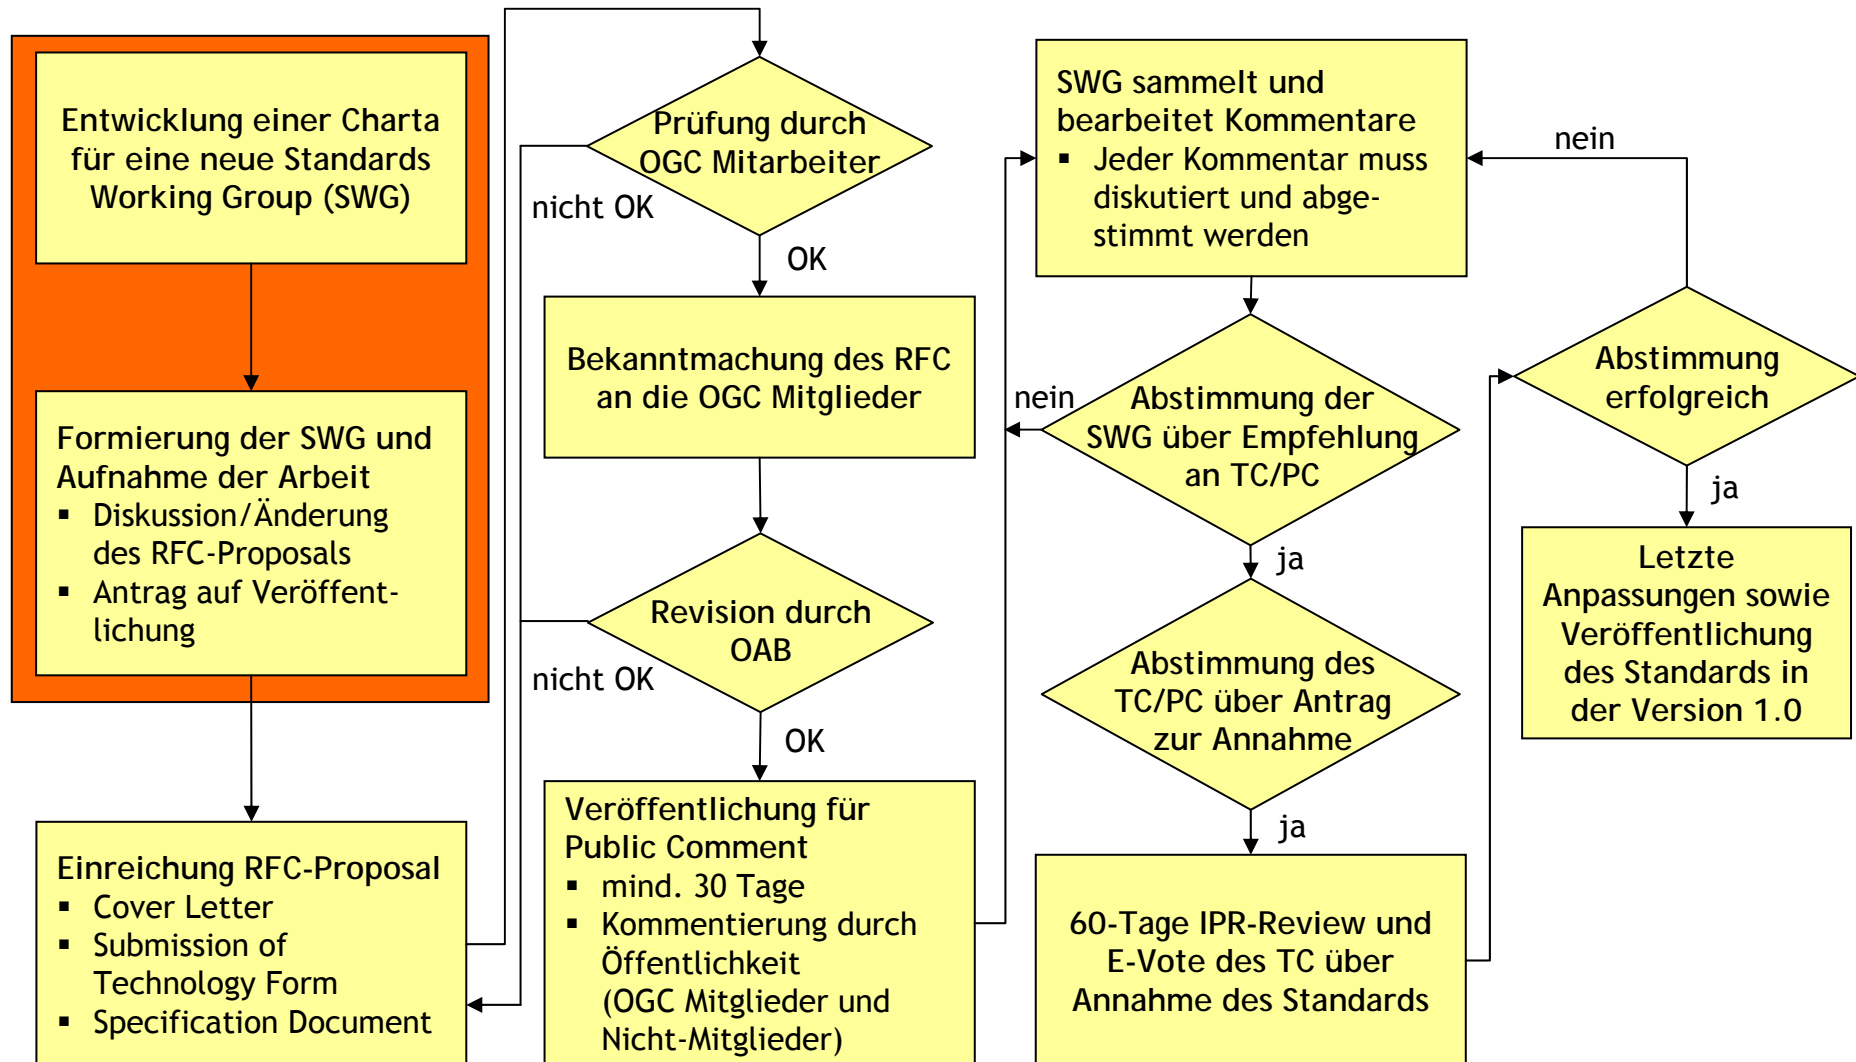 Entwicklung einer Charta
für eine neue Standards
Working Group (SWG)
Formierung der SWG und
Aufnahme der Arbeit
▪ Diskussion/Änderung
des RFC-Proposals
▪ Antrag auf Veröffent-
lichung
Einreichung RFC-Proposal
▪ Cover Letter
▪ Submission of
Technology Form
▪ Specification Document
Prüfung durch
OGC Mitarbeiter
nicht OK
OK
Bekanntmachung des RFC
an die OGC Mitglieder
Revision durch
OAB
nicht OK
OK
Veröffentlichung für
Public Comment
▪ mind. 30 Tage
▪ Kommentierung durch
Öffentlichkeit
(OGC Mitglieder und
Nicht-Mitglieder)
SWG sammelt und
bearbeitet Kommentare
▪ Jeder Kommentar muss
diskutiert und abge-
stimmt werden
nein
Abstimmung der
SWG über Empfehlung
an TC/PC
ja
Abstimmung des
TC/PC über Antrag
zur Annahme
ja
60-Tage IPR-Review und
E-Vote des TC über
Annahme des Standards
nein
Abstimmung
erfolgreich
ja
Letzte
Anpassungen sowie
Veröffentlichung
des Standards in
der Version 1.0